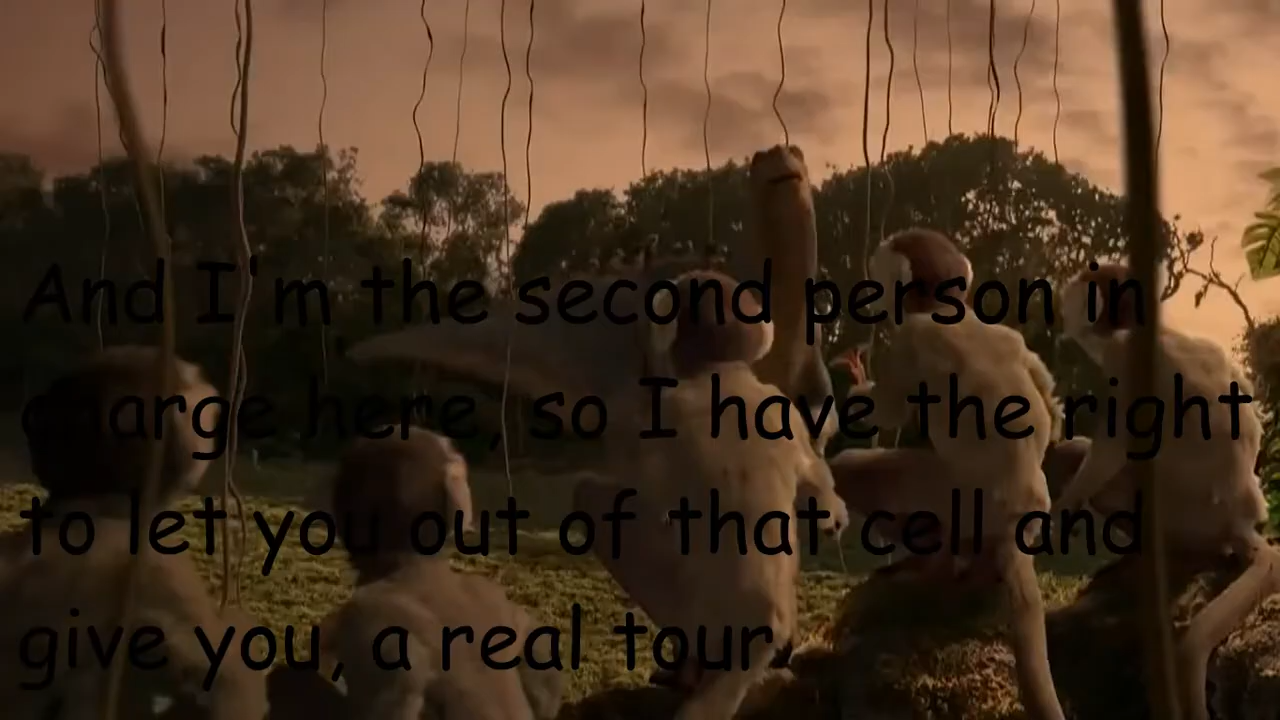 And I'm the second person in
charge here, so I have the right
to let you out of that cell and
give you, a real tour